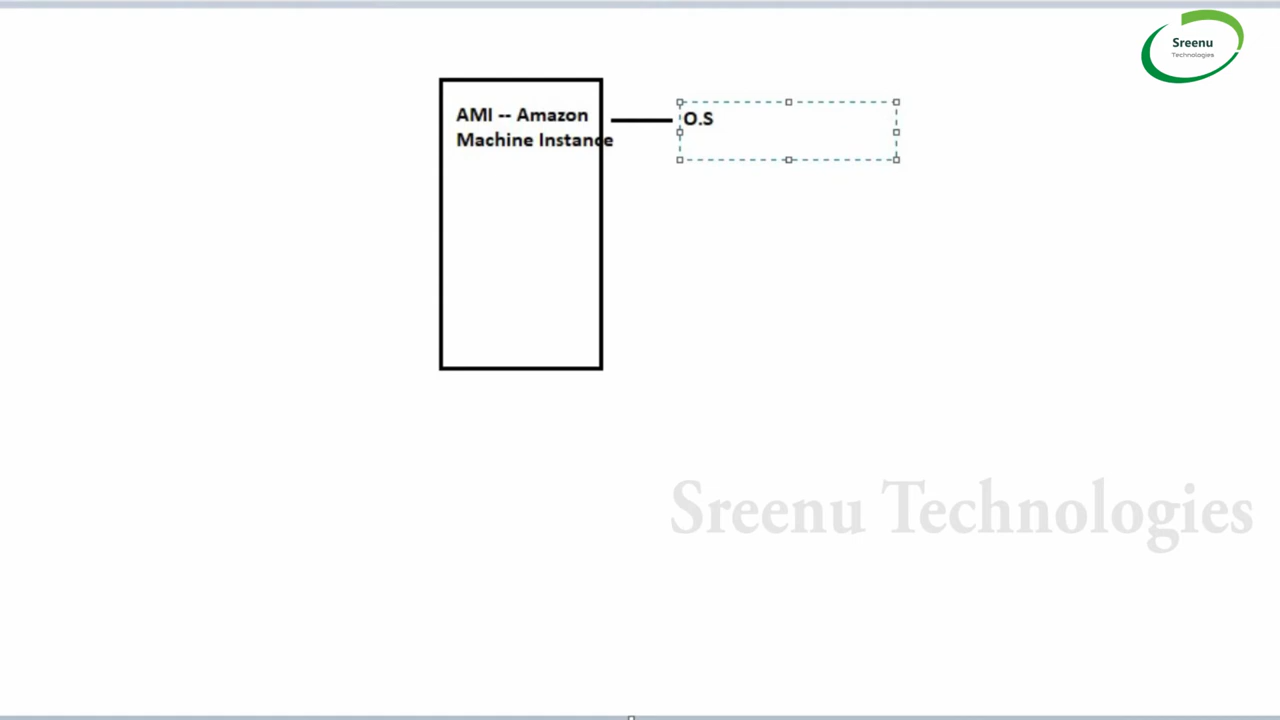 Sreenu
Technologies
AMI -- Amazon
Machine Instance
O.S
Sreenu Technologies